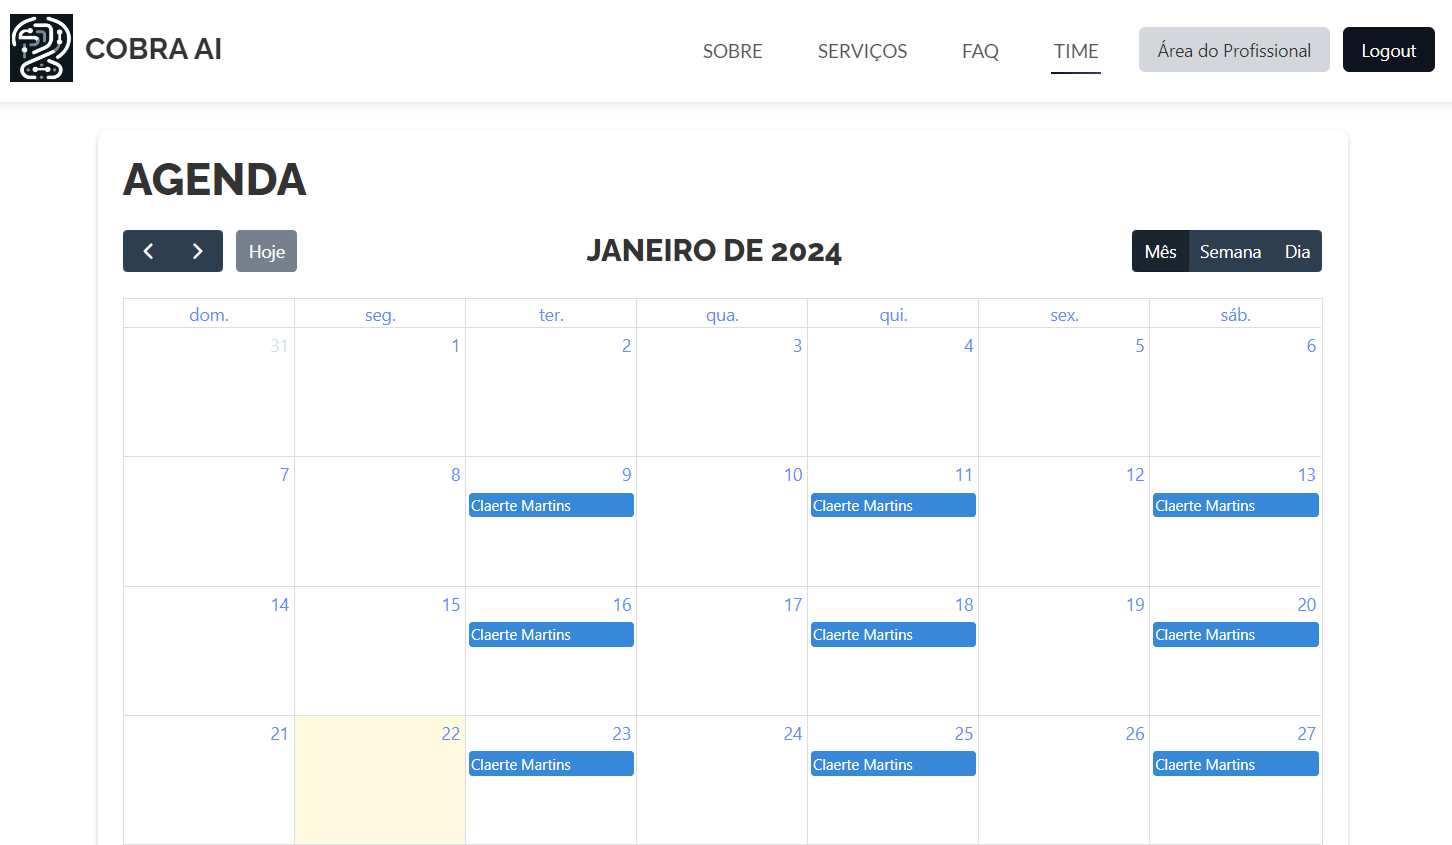 COBRA AI
SOBRE SERVIÇOS FAQ TIME Área do Profissional Logout
AGENDA
Hoje JANEIRO DE 2024 Mês Semana Dia
dom. seg. ter. qua. qui. sex. sáb.
31 1 2 3 4 5 6
7 8 9 10 11 12 13
Claerte Martins Claerte Martins Claerte Martins
14 15 16 17 18 19 20
Claerte Martins Claerte Martins Claerte Martins
21 22 23 24 25 26 27
Claerte Martins Claerte Martins Claerte Martins